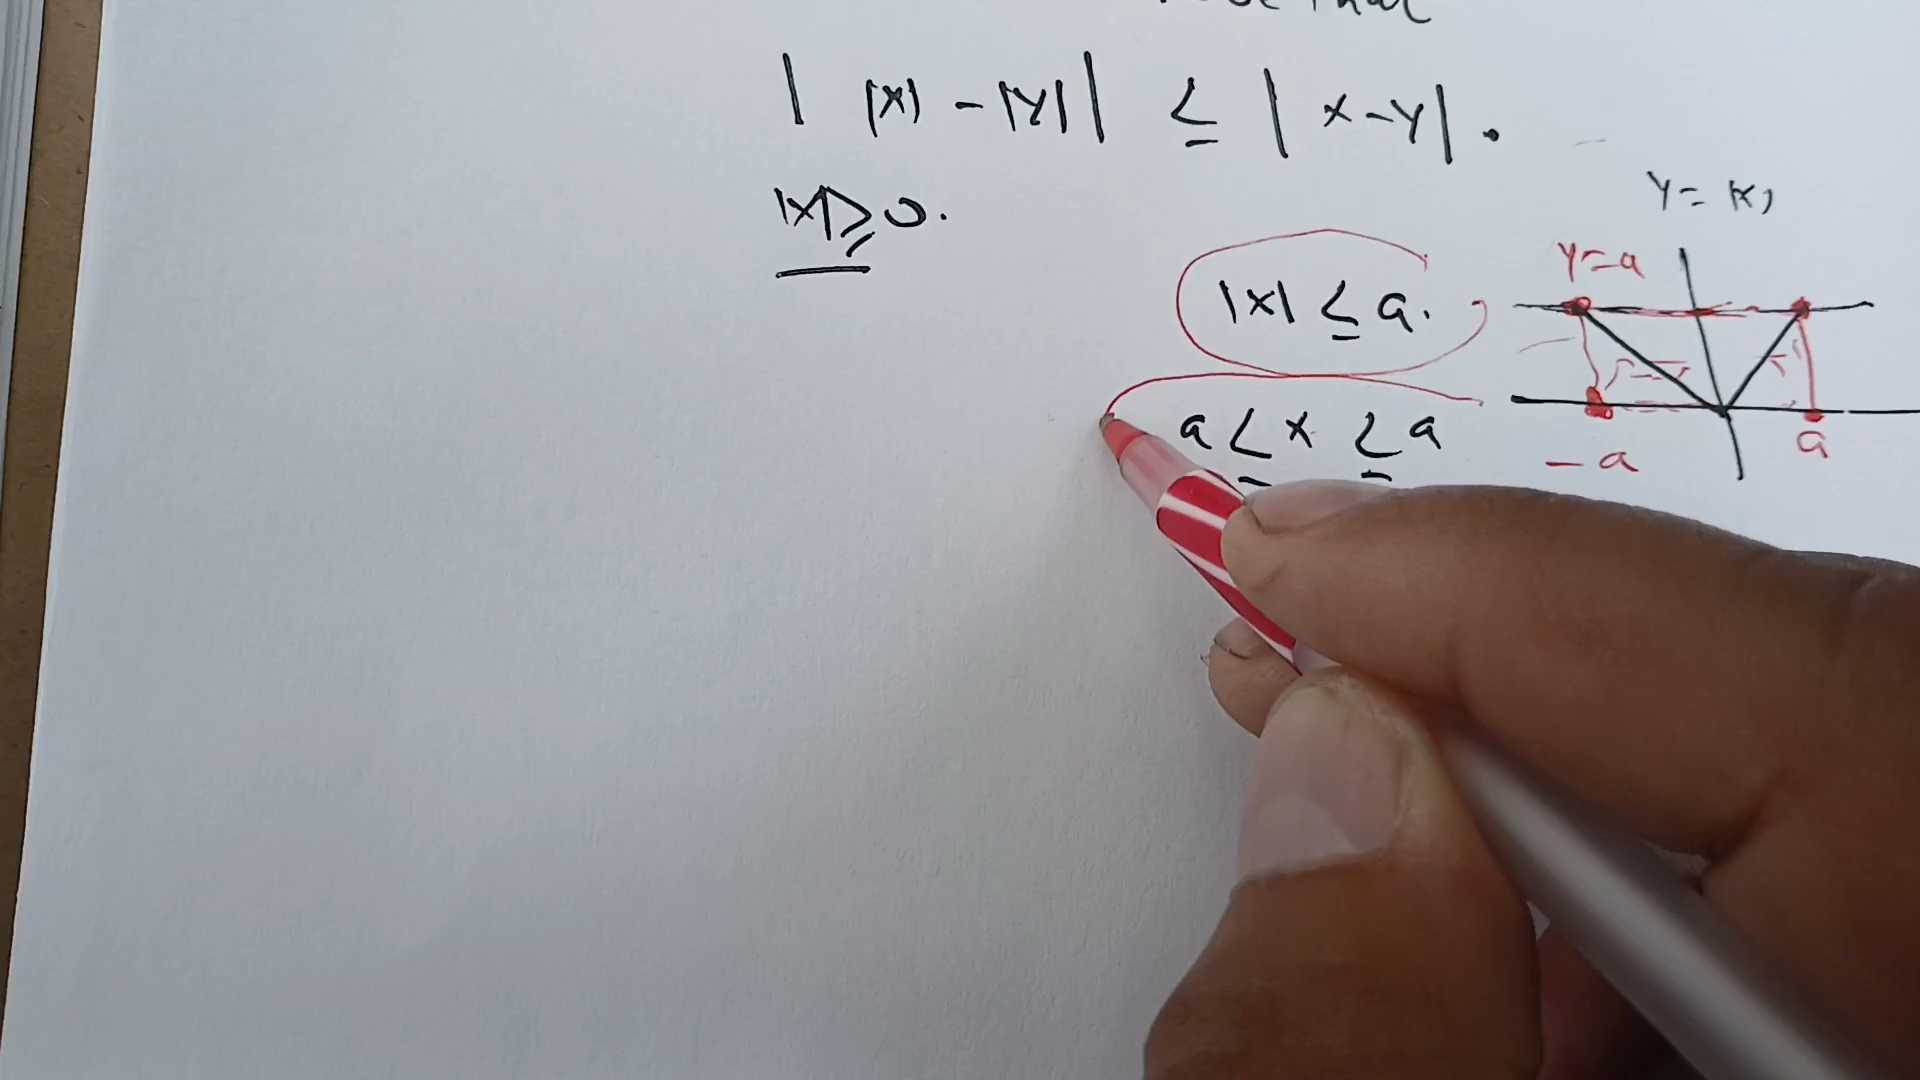 | |x| - |y| | ≤ | x-y| .
|x| ≥ 0.
y = |x|
y=a
|x| ≤ a.
a ≤ x ≤ a
-a
a